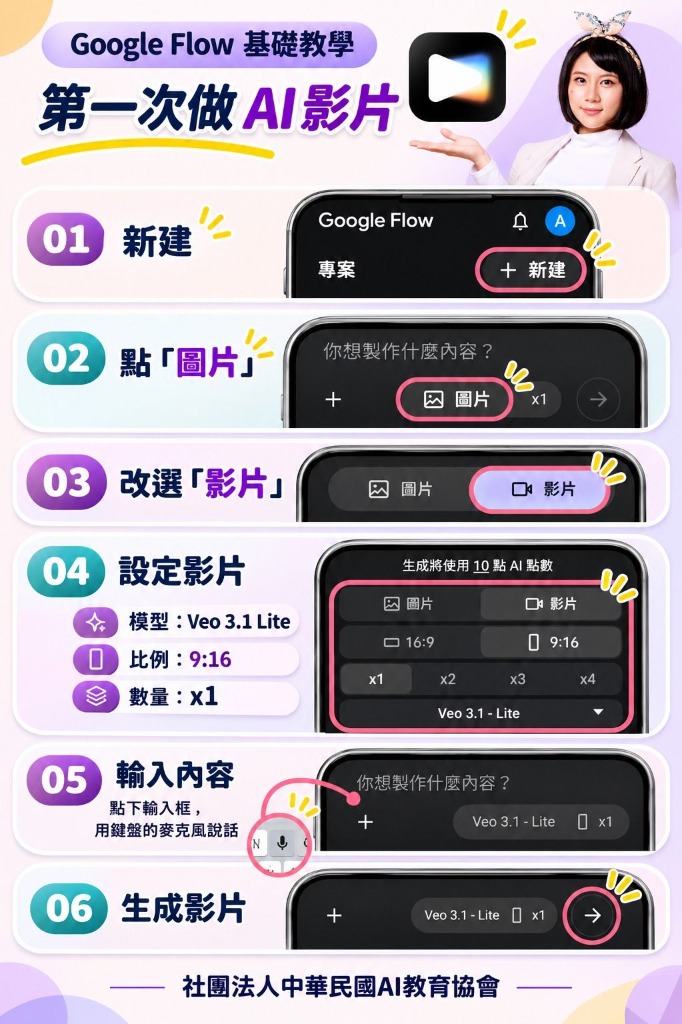 Google Flow 基礎教學
第一次做AI影片
01 新建
Google Flow
A
專案
+ 新建
02 點「圖片」
你想製作什麼內容？
+ 圖片 x1
03 改選「影片」
圖片 影片
04 設定影片
模型：Veo 3.1 Lite
比例：9:16
數量：x1
生成將使用 10 點 AI 點數
圖片 影片
16:9 9:16
x1 x2 x3 x4
Veo 3.1 - Lite
05 輸入內容
點下輸入框，
用鍵盤的麥克風說話
N
你想製作什麼內容？
+ Veo 3.1 - Lite x1
06 生成影片
+ Veo 3.1 - Lite x1
社團法人中華民國AI教育協會